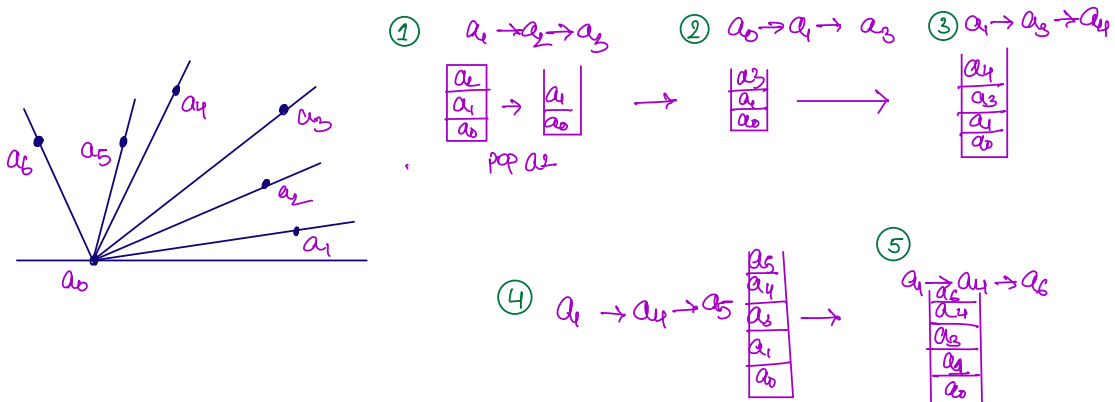 ① a1 → a2 → a3
② a0 → a1 → a3
③ a1 → a3 → a4
a2
a1
a0
→
a1
a0
→
a3
a1
a0
→
a4
a3
a1
a0
POP a2
a6
a5
a4
a3
a2
a1
a0
④ a1 → a4 → a5
a5
a4
a3
a1
a0
→
⑤
a1 → a4 → a6
a6
a4
a3
a1
a0